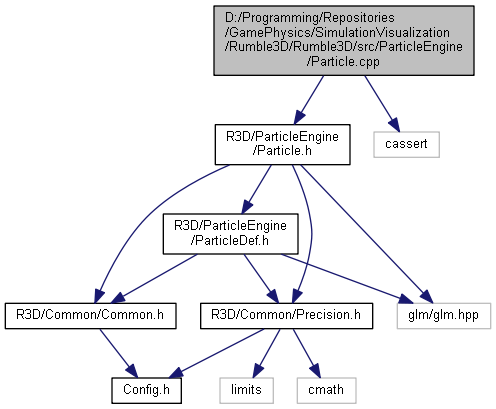 D:/Programming/Repositories
/GamePhysics/SimulationVisualization
/Rumble3D/Rumble3D/src/ParticleEngine
/Particle.cpp
R3D/ParticleEngine
/Particle.h
cassert
R3D/ParticleEngine
/ParticleDef.h
R3D/Common/Common.h
R3D/Common/Precision.h
glm/glm.hpp
Config.h
limits
cmath